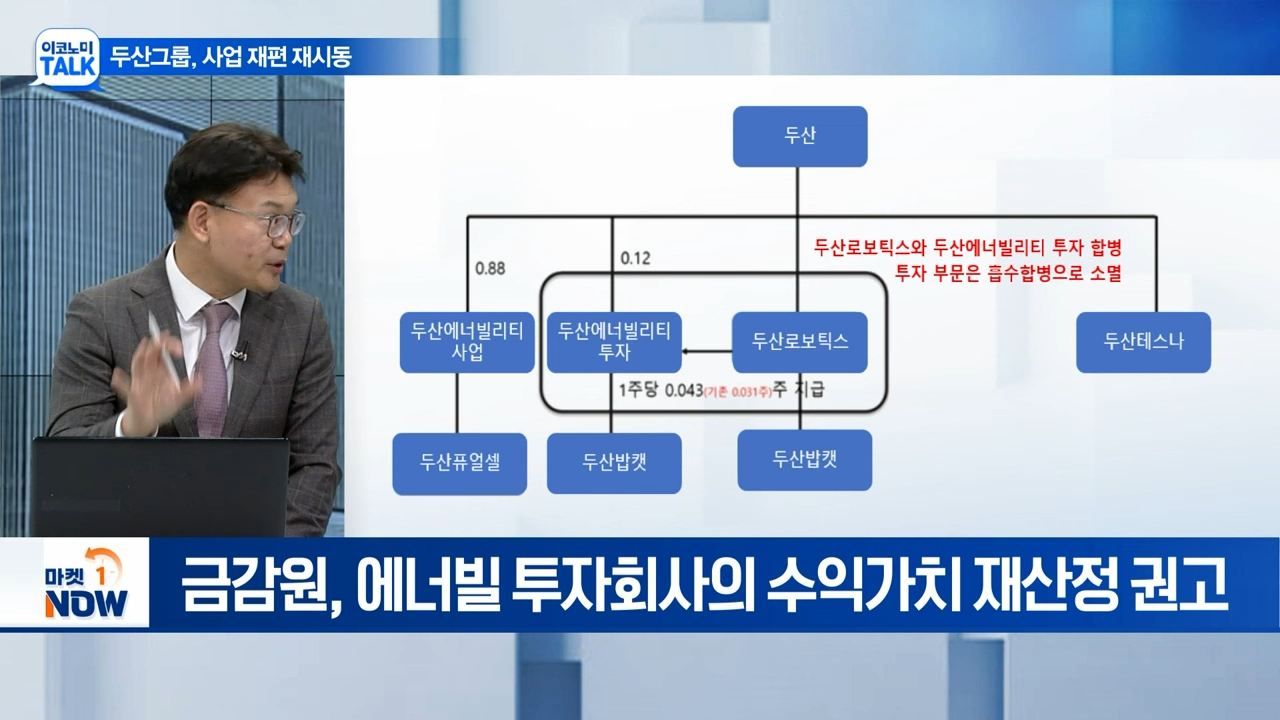 이코노미
TALK
두산그룹, 사업 재편 재시동
두산
두산로보틱스와 두산에너빌리티 투자 합병
투자 부문은 흡수합병으로 소멸
0.88
0.12
두산에너빌리티
사업
두산에너빌리티
투자
두산로보틱스
두산테스나
1주당 0.043(기존 0.031주)주 지급
두산퓨얼셀
두산밥캣
두산밥캣
마켓 1
NOW
금감원, 에너빌 투자회사의 수익가치 재산정 권고